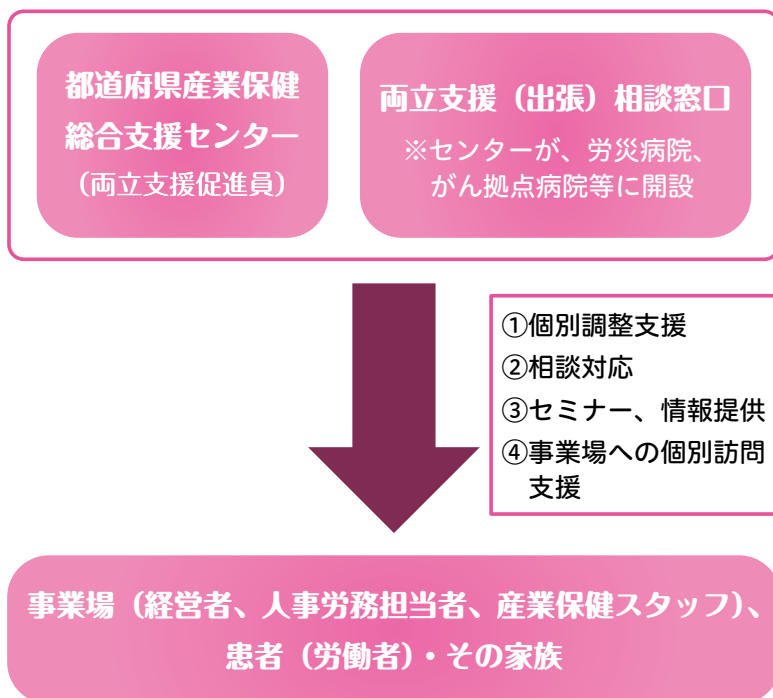 都道府県産業保健
総合支援センター
（両立支援促進員）
両立支援（出張）相談窓口
※センターが、労災病院、
がん拠点病院等に開設
①個別調整支援
②相談対応
③セミナー、情報提供
④事業場への個別訪問
支援
事業場（経営者、人事労務担当者、産業保健スタッフ）、
患者（労働者）・その家族